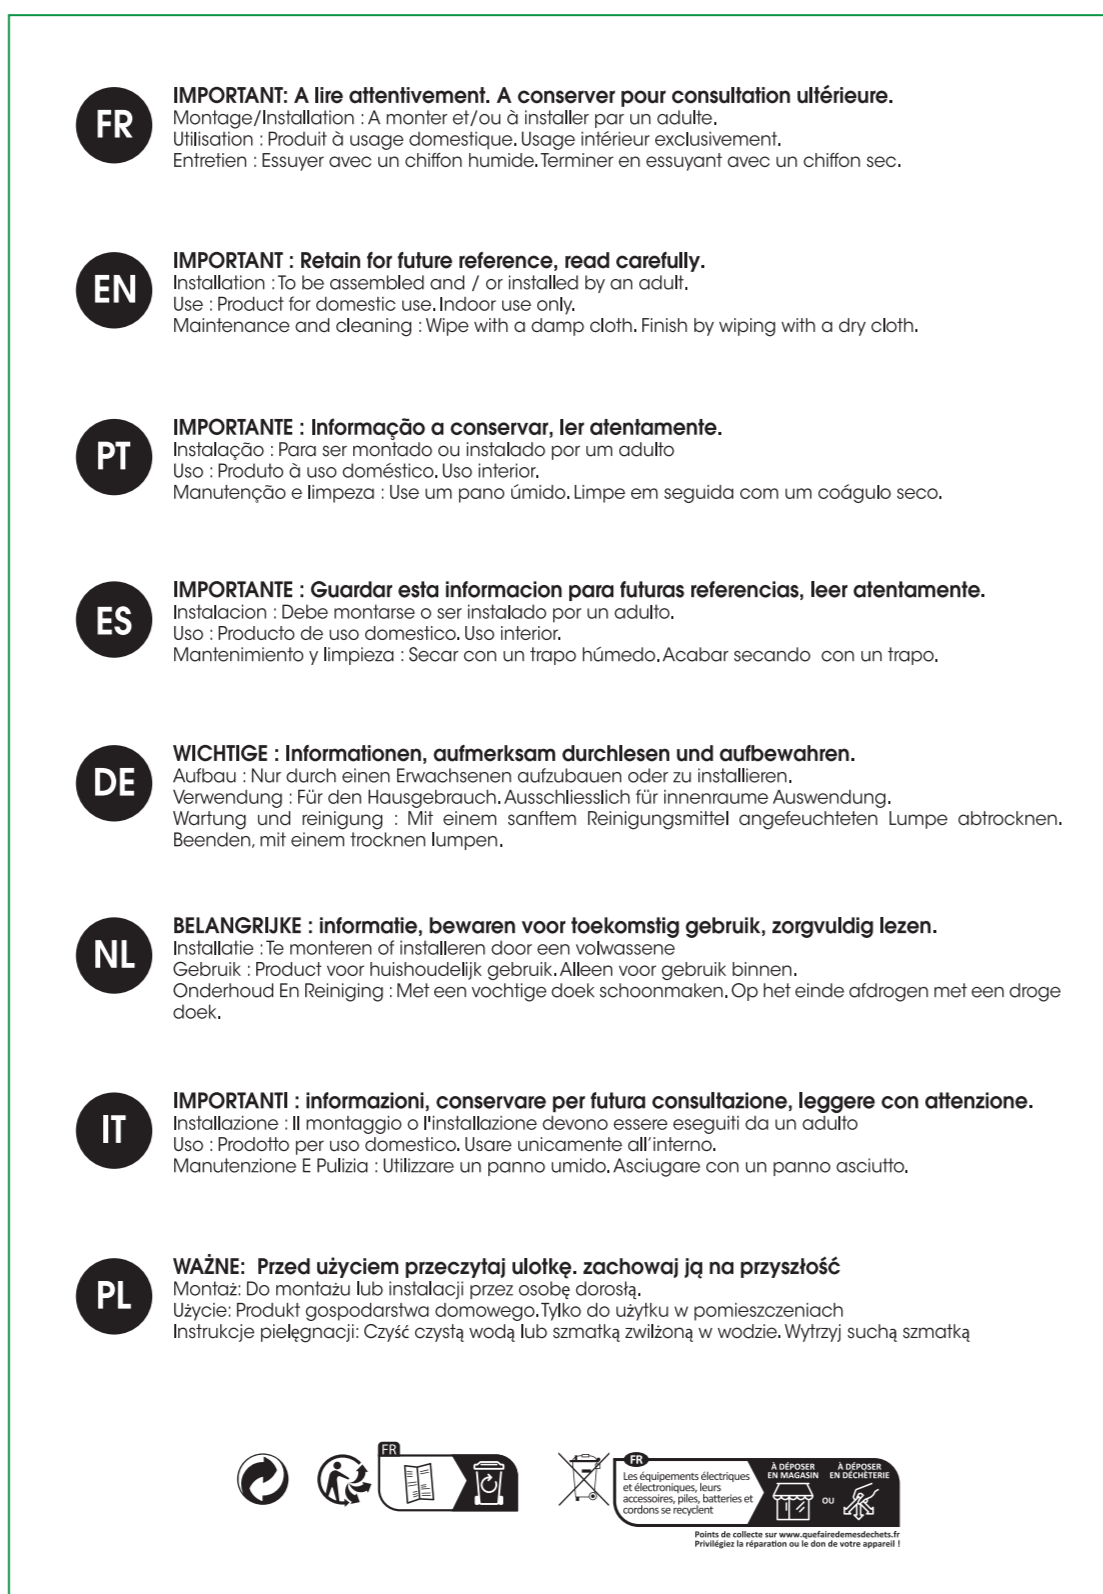 FR
IMPORTANT: A lire attentivement. A conserver pour consultation ultérieure.
Montage/Installation : A monter et/ou à installer par un adulte.
Utilisation : Produit à usage domestique. Usage intérieur exclusivement.
Entretien : Essuyer avec un chiffon humide. Terminer en essuyant avec un chiffon sec.
EN
IMPORTANT : Retain for future reference, read carefully.
Installation : To be assembled and / or installed by an adult.
Use : Product for domestic use. Indoor use only.
Maintenance and cleaning : Wipe with a damp cloth. Finish by wiping with a dry cloth.
PT
IMPORTANTE : Informação a conservar, ler atentamente.
Instalação : Para ser montado ou instalado por um adulto
Uso : Produto à uso doméstico. Uso interior.
Manutenção e limpeza : Use um pano úmido. Limpe em seguida com um coágulo seco.
ES
IMPORTANTE : Guardar esta informacion para futuras referencias, leer atentamente.
Instalacion : Debe montarse o ser instalado por un adulto.
Uso : Producto de uso domestico. Uso interior.
Mantenimiento y limpieza : Secar con un trapo húmedo. Acabar secando con un trapo.
DE
WICHTIGE : Informationen, aufmerksam durchlesen und aufbewahren.
Aufbau : Nur durch einen Erwachsenen aufzubauen oder zu installieren.
Verwendung : Für den Hausgebrauch. Ausschliesslich für innenraume Auswendung.
Wartung und reinigung : Mit einem sanftem Reinigungsmittel angefeuchteten Lumpe abtrocknen.
Beenden, mit einem trocknen lumpen.
NL
BELANGRIJKE : informatie, bewaren voor toekomstig gebruik, zorgvuldig lezen.
Installatie : Te monteren of installeren door een volwassene
Gebruik : Product voor huishoudelijk gebruik. Alleen voor gebruik binnen.
Onderhoud En Reiniging : Met een vochtige doek schoonmaken. Op het einde afdrogen met een droge
doek.
IT
IMPORTANTI : informazioni, conservare per futura consultazione, leggere con attenzione.
Installazione : Il montaggio o l'installazione devono essere eseguiti da un adulto
Uso : Prodotto per uso domestico. Usare unicamente all'interno.
Manutenzione E Pulizia : Utilizzare un panno umido. Asciugare con un panno asciutto.
PL
WAŻNE: Przed użyciem przeczytaj ulotkę. zachowaj ją na przyszłość
Montaż: Do montażu lub instalacji przez osobę dorosłą.
Użycie: Produkt gospodarstwa domowego. Tylko do użytku w pomieszczeniach
Instrukcje pielęgnacji: Czyść czystą wodą lub szmatką zwilżoną w wodzie. Wytrzyj suchą szmatką
FR
FR
Les équipements électriques
et électroniques, leurs
accessoires, piles, batteries et
cordons se recyclent
À DÉPOSER
EN MAGASIN
OU
À DÉPOSER
EN DÉCHÈTERIE
Points de collecte sur www.quefairedemesdechets.fr
Privilégiez la réparation ou le don de votre appareil !